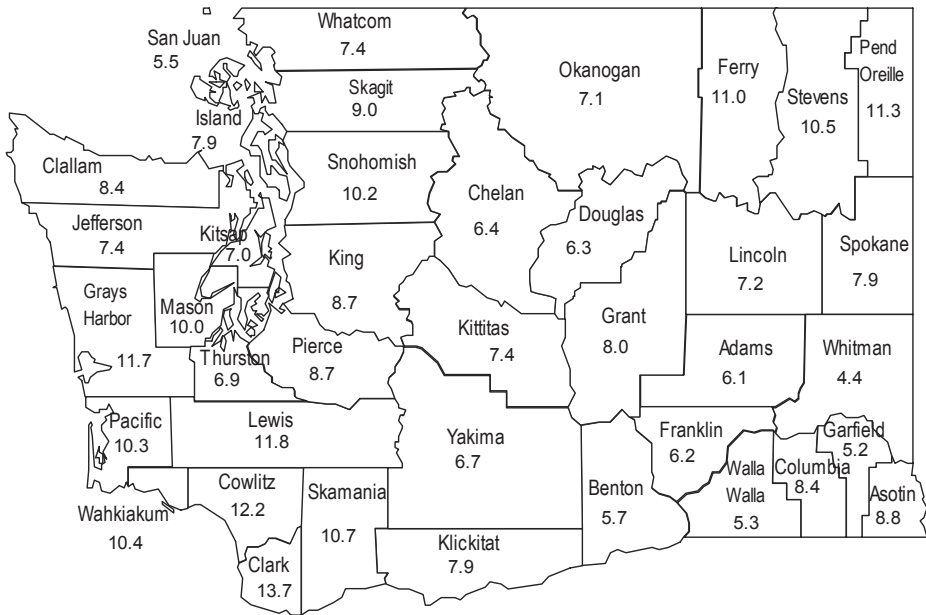 Whatcom
7.4
San Juan
5.5
Skagit
9.0
Island
7.9
Okanogan
7.1
Ferry
11.0
Stevens
10.5
Pend
Oreille
11.3
Clallam
8.4
Snohomish
10.2
Chelan
6.4
Douglas
6.3
Jefferson
7.4
Kitsap
7.0
King
8.7
Lincoln
7.2
Spokane
7.9
Grays
Harbor
11.7
Mason
10.0
Thurston
6.9
Pierce
8.7
Kittitas
7.4
Grant
8.0
Adams
6.1
Whitman
4.4
Pacific
10.3
Lewis
11.8
Yakima
6.7
Franklin
6.2
Garfield
5.2
Walla
Walla
5.3
Columbia
8.4
Asotin
8.8
Wahkiakum
10.4
Cowlitz
12.2
Skamania
10.7
Benton
5.7
Clark
13.7
Klickitat
7.9